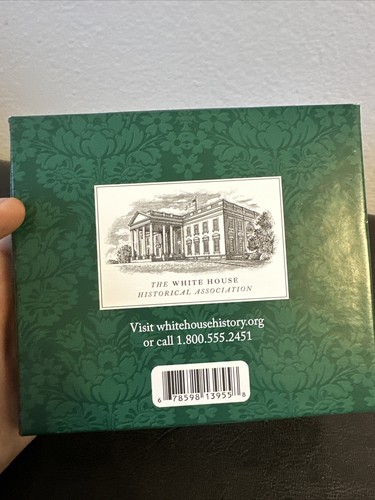 THE WHITE HOUSE
HISTORICAL ASSOCIATION
Visit whitehousehistory.org
or call 1.800.555.2451
6 78598 13955 8